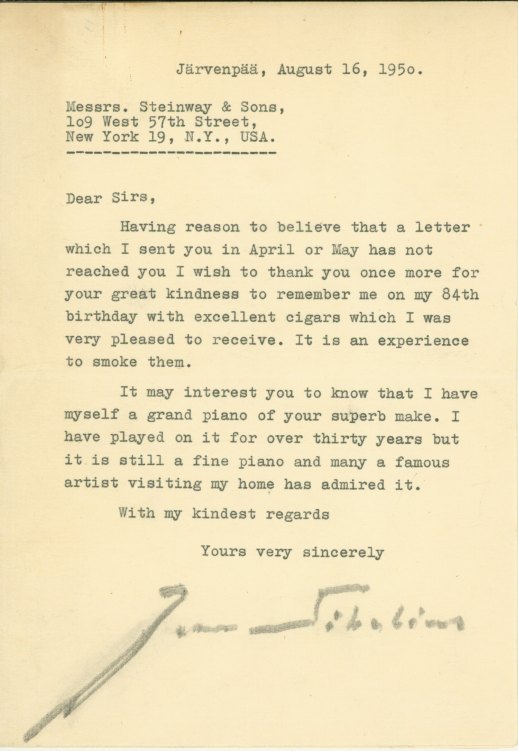 Järvenpää, August 16, 195o.
Messrs. Steinway & Sons,
lo9 West 57th Street,
New York 19, N.Y., USA.
Dear Sirs,
Having reason to believe that a letter
which I sent you in April or May has not
reached you I wish to thank you once more for
your great kindness to remember me on my 84th
birthday with excellent cigars which I was
very pleased to receive. It is an experience
to smoke them.
It may interest you to know that I have
myself a grand piano of your superb make. I
have played on it for over thirty years but
it is still a fine piano and many a famous
artist visiting my home has admired it.
With my kindest regards
Yours very sincerely
Jean Sibelius